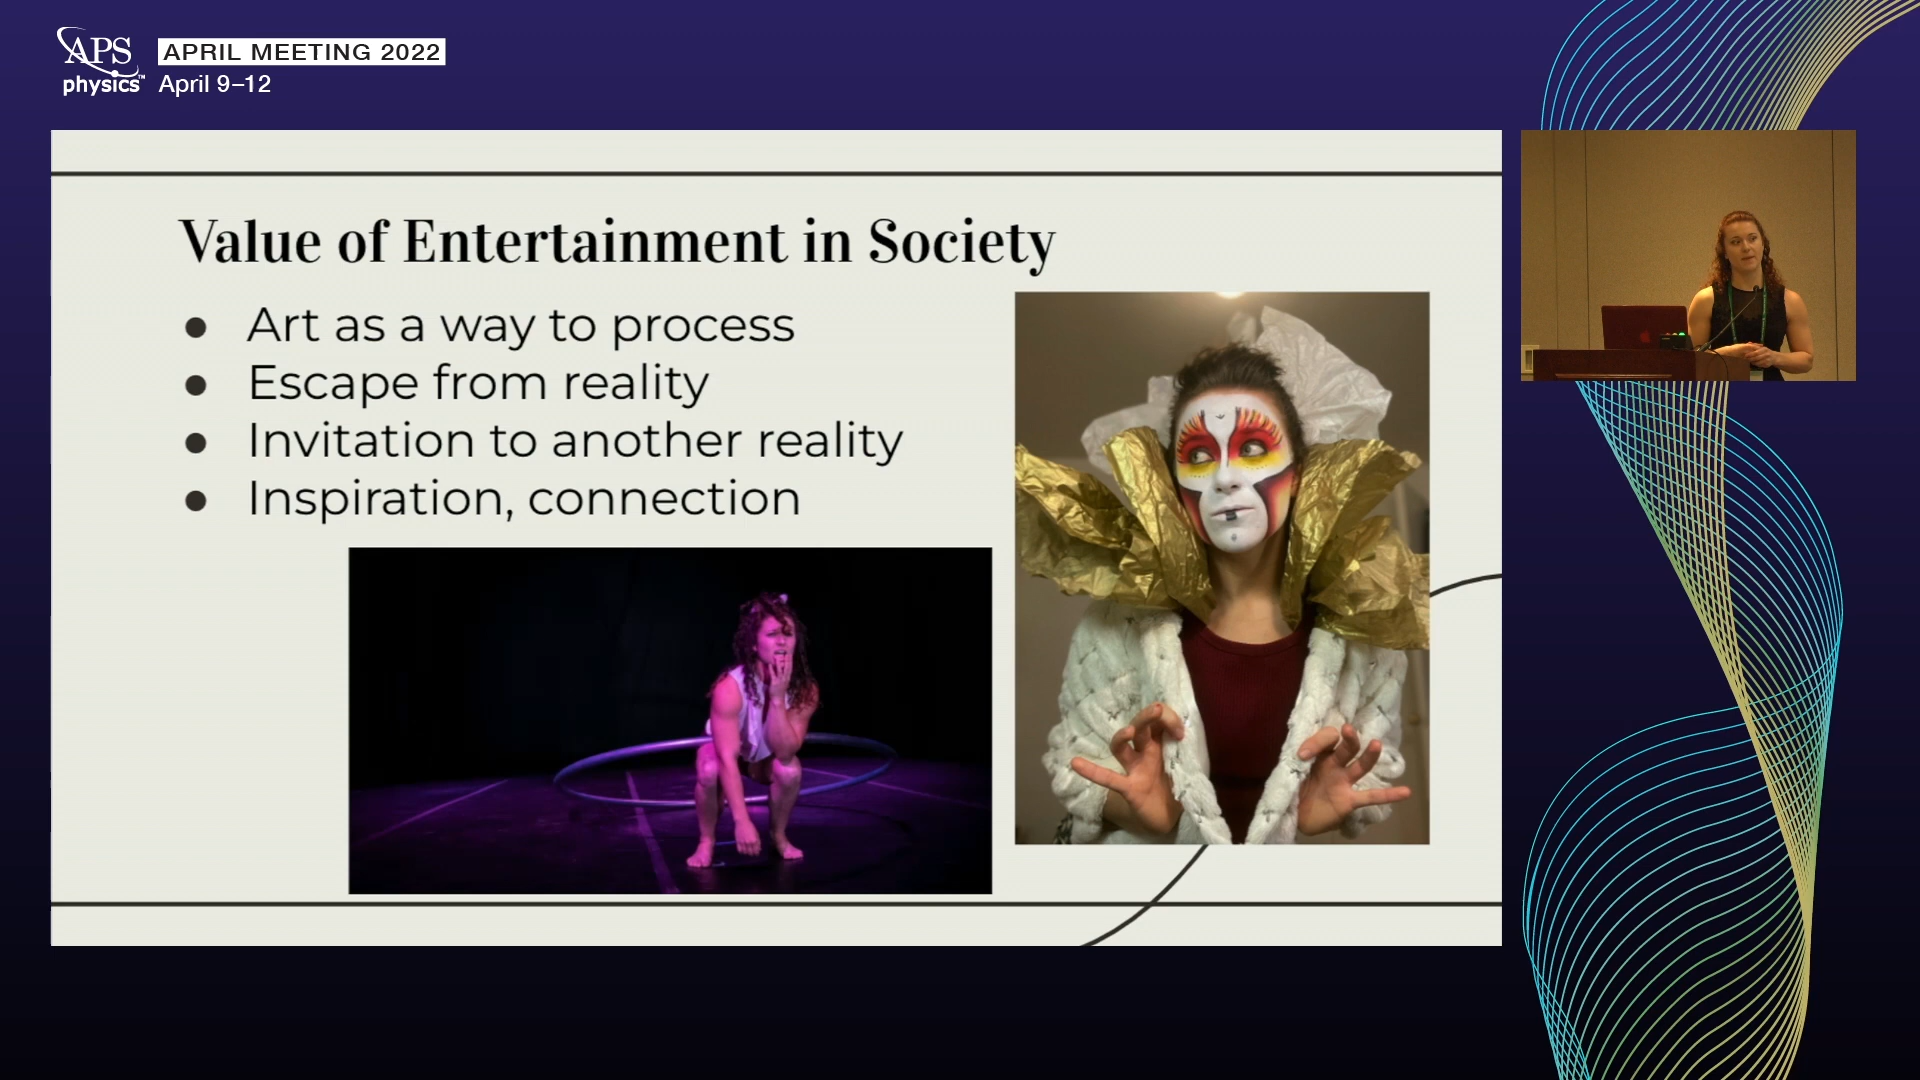 APS
physics™
APRIL MEETING 2022
April 9–12
Value of Entertainment in Society
● Art as a way to process
● Escape from reality
● Invitation to another reality
● Inspiration, connection